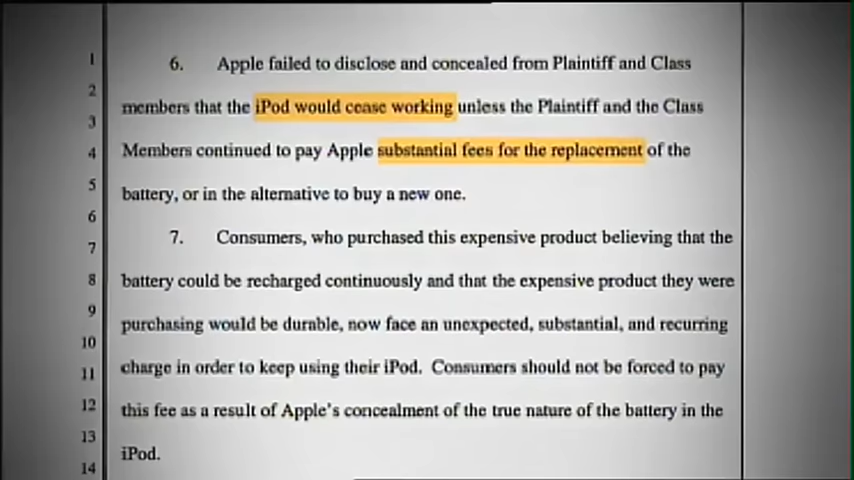 1
6. Apple failed to disclose and concealed from Plaintiff and Class
2
members that the iPod would cease working unless the Plaintiff and the Class
3
4 Members continued to pay Apple substantial fees for the replacement of the
5 battery, or in the alternative to buy a new one.
6
7 7. Consumers, who purchased this expensive product believing that the
8 battery could be recharged continuously and that the expensive product they were
9
purchasing would be durable, now face an unexpected, substantial, and recurring
10
11 charge in order to keep using their iPod. Consumers should not be forced to pay
12 this fee as a result of Apple's concealment of the true nature of the battery in the
13
iPod.
14